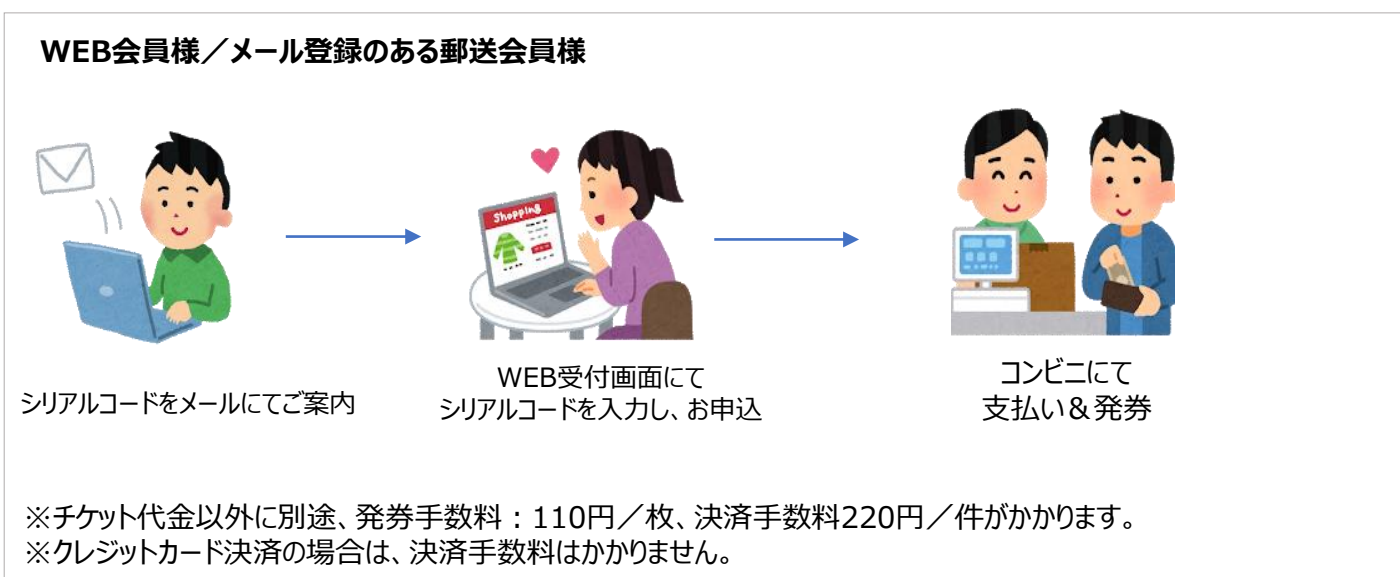 WEB会員様／メール登録のある郵送会員様
Shopping
シリアルコードをメールにてご案内
WEB受付画面にて
シリアルコードを入力し、お申込
コンビニにて
支払い＆発券
※チケット代金以外に別途、発券手数料：110円／枚、決済手数料220円／件がかかります。
※クレジットカード決済の場合は、決済手数料はかかりません。